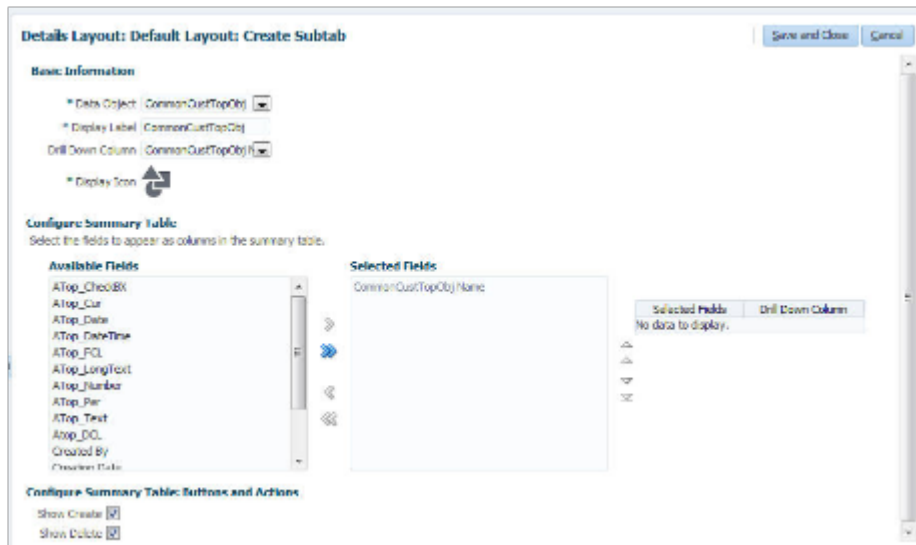 Details Layout: Default Layout: Create Subtab
Save and Close
Cancel
Basic Information
* Data Object CommonCustTopObj
* Display Label CommonCustTopObj
Drill Down Column CommonCustTopObj N
* Display Icon
Configure Summary Table
Select the fields to appear as columns in the summary table.
Available Fields
Selected Fields
ATop_CheckBX
ATop_Cur
ATop_Date
ATop_DateTime
ATop_FCL
ATop_LongText
ATop_Number
ATop_Per
ATop_Text
Atop_DCL
Created By
Creation Date
CommonCustTopObj Name
Selected Fields
Drill Down Column
No data to display.
Configure Summary Table: Buttons and Actions
Show Create
Show Delete